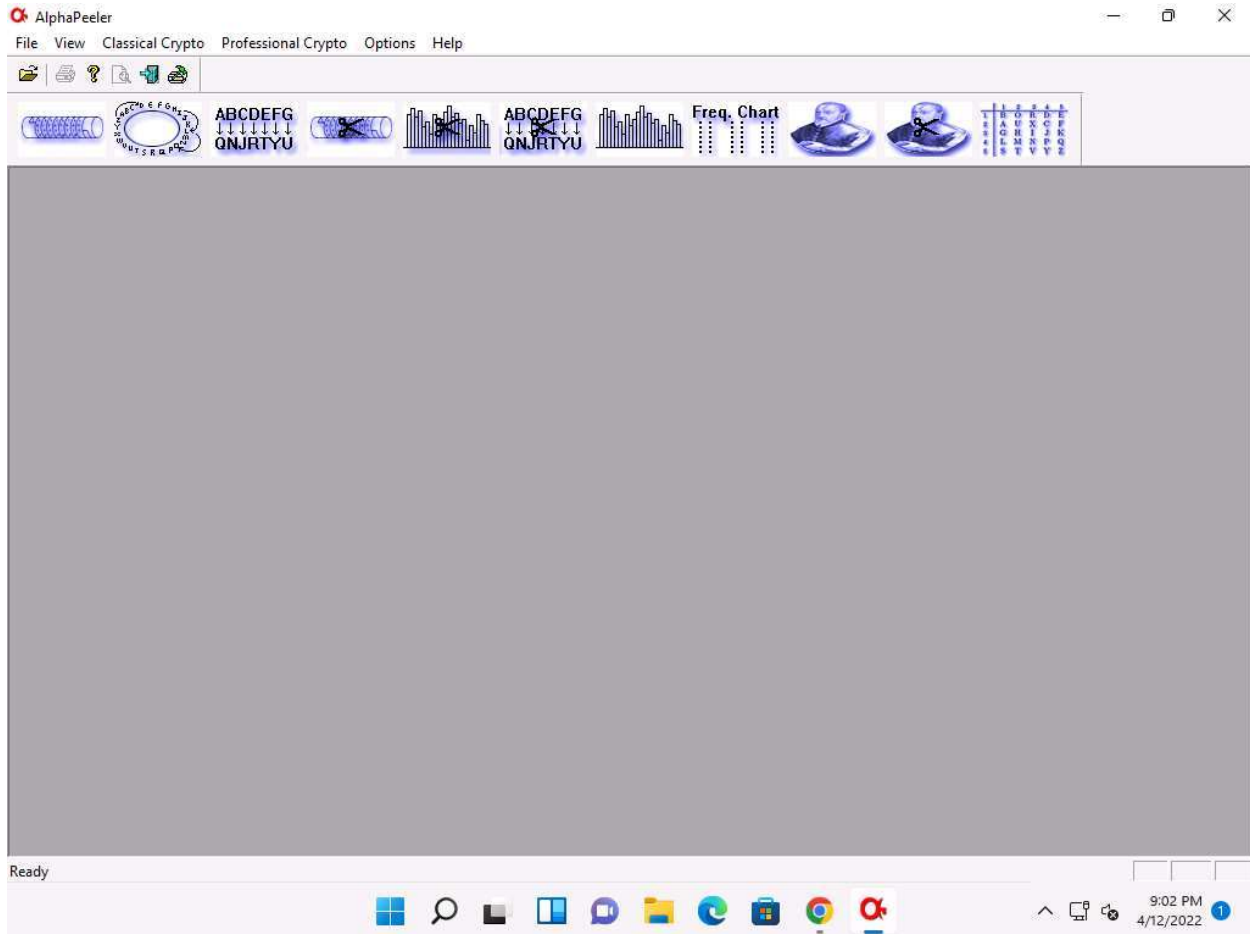 AlphaPeeler
File View Classical Crypto Professional Crypto Options Help
ABCDEFG
QNJRTYU
ABCDEFG
QNJRTYU
Freq. Chart
Ready
9:02 PM
4/12/2022
1